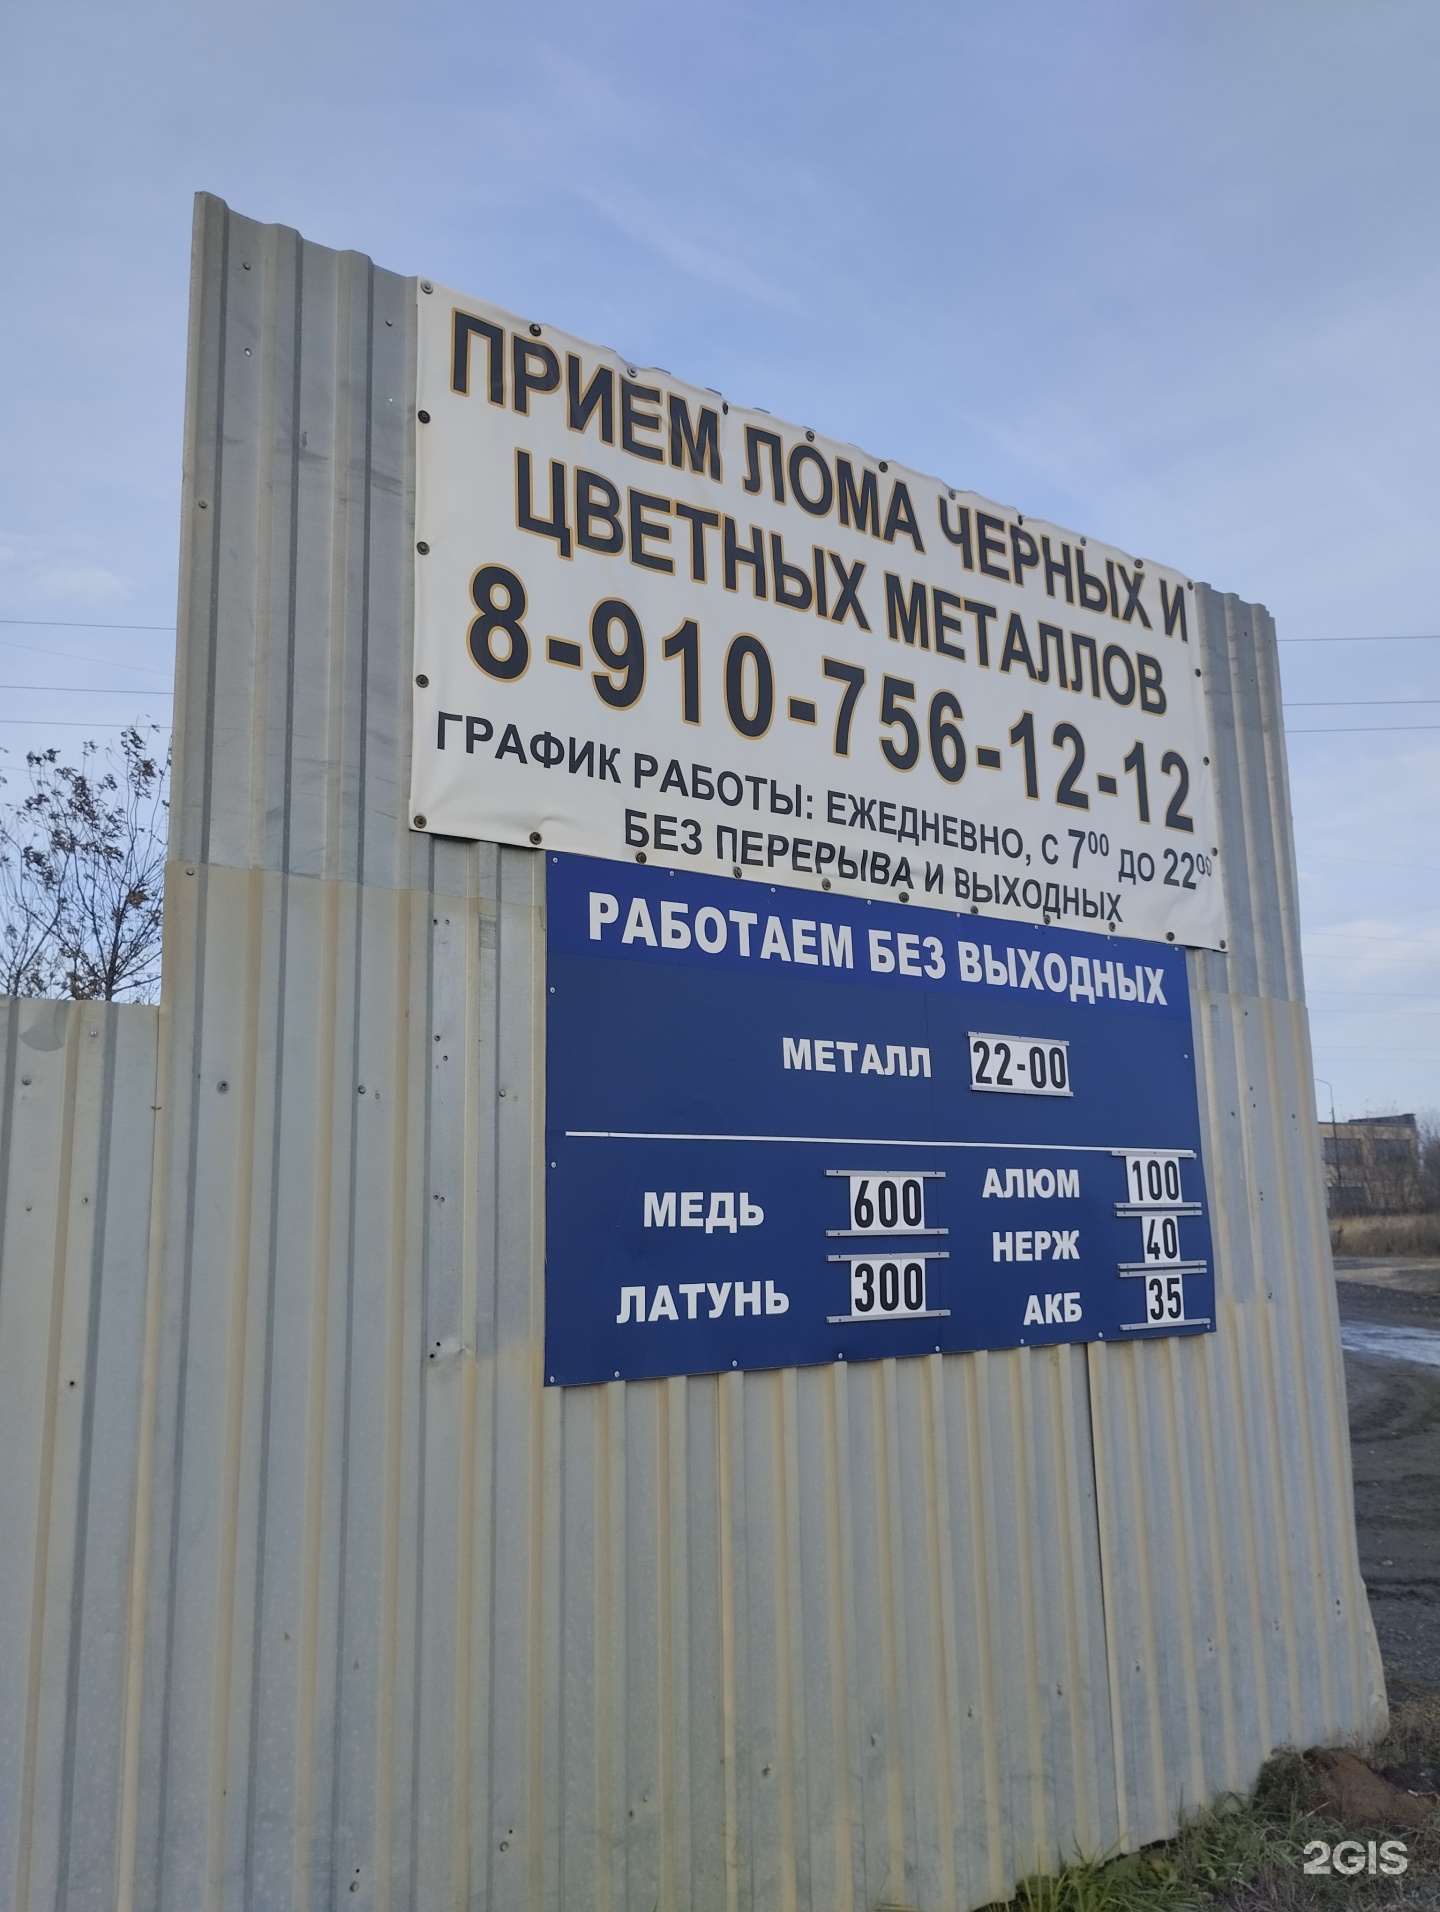 ПРИЕМ ЛОМА ЧЕРНЫХ И
ЦВЕТНЫХ МЕТАЛЛОВ
8-910-756-12-12
ГРАФИК РАБОТЫ: ЕЖЕДНЕВНО, С 7⁰⁰ ДО 22⁰⁰
БЕЗ ПЕРЕРЫВА И ВЫХОДНЫХ
РАБОТАЕМ БЕЗ ВЫХОДНЫХ
МЕТАЛЛ 22-00
МЕДЬ 600
ЛАТУНЬ 300
АЛЮМ 100
НЕРЖ 40
АКБ 35
2GIS